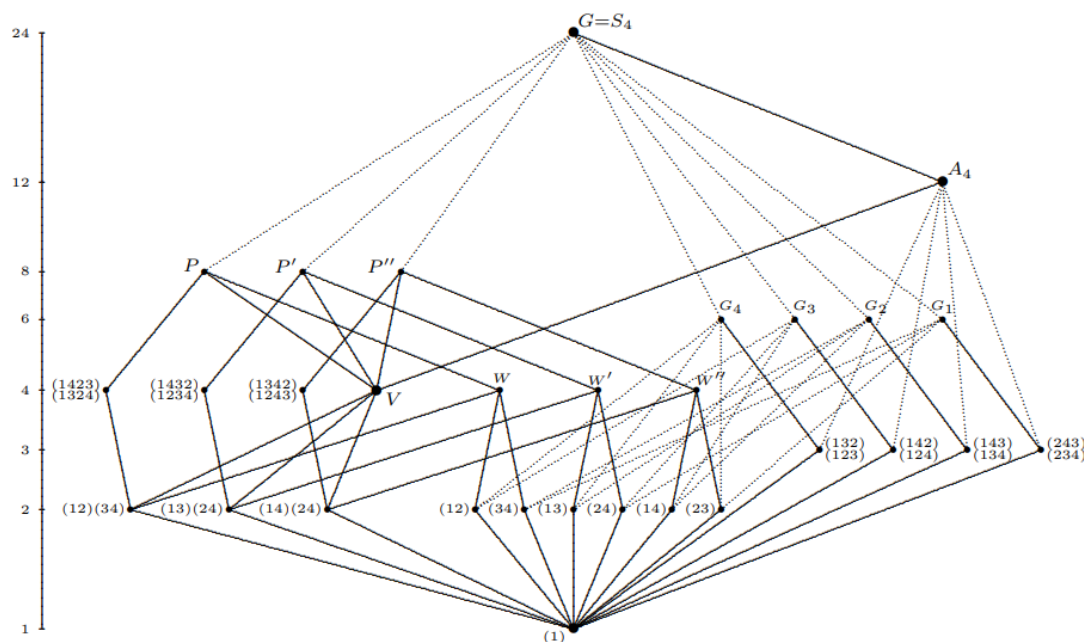 24
G=S₄
12
A₄
8
P
P′
P″
6
G₄
G₃
G₂
G₁
4
(1423)
(1324)
(1432)
(1234)
(1342)
(1243)
V
W
W′
W″
3
(132)
(123)
(142)
(124)
(143)
(134)
(243)
(234)
2
(12)(34)
(13)(24)
(14)(24)
(12)
(34)
(13)
(24)
(14)
(23)
1
(1)